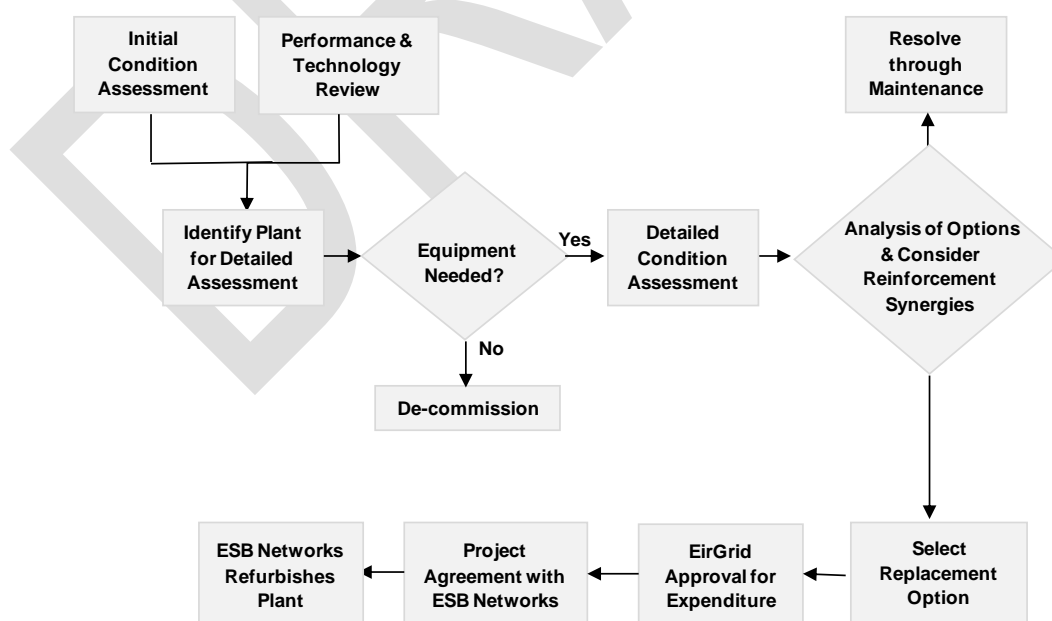 Initial
Condition
Assessment
Performance &
Technology
Review
Resolve
through
Maintenance
Identify Plant
for Detailed
Assessment
Equipment
Needed?
Yes
Detailed
Condition
Assessment
Analysis of Options
& Consider
Reinforcement
Synergies
No
De-commission
ESB Networks
Refurbishes
Plant
Project
Agreement with
ESB Networks
EirGrid
Approval for
Expenditure
Select
Replacement
Option